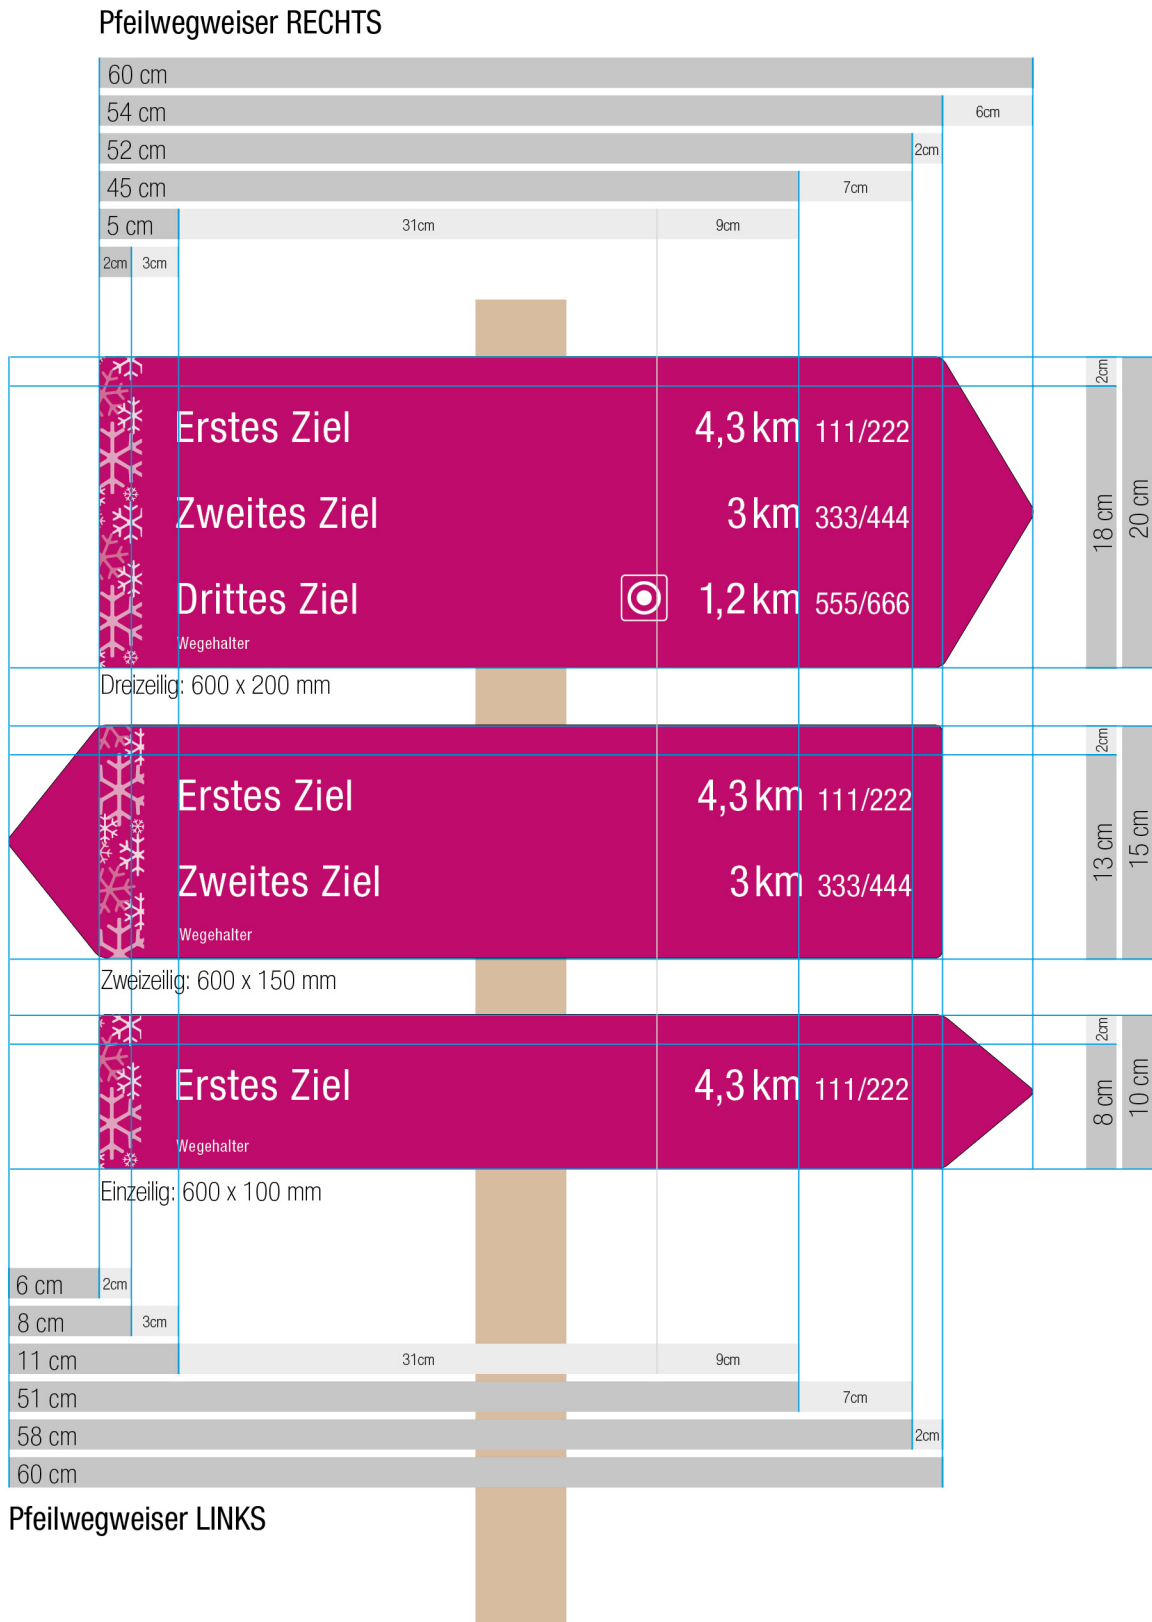 Pfeilwegweiser RECHTS
60 cm
54 cm 6cm
52 cm 2cm
45 cm 7cm
5 cm 31cm 9cm
2cm 3cm
Erstes Ziel 4,3 km 111/222
Zweites Ziel 3 km 333/444
Drittes Ziel 1,2 km 555/666
Wegehalter
2cm
18 cm
20 cm
Dreizeilig: 600 x 200 mm
Erstes Ziel 4,3 km 111/222
Zweites Ziel 3 km 333/444
Wegehalter
2cm
13 cm
15 cm
Zweizeilig: 600 x 150 mm
Erstes Ziel 4,3 km 111/222
Wegehalter
2cm
8 cm
10 cm
Einzeilig: 600 x 100 mm
6 cm 2cm
8 cm 3cm
11 cm 31cm 9cm
51 cm 7cm
58 cm 2cm
60 cm
Pfeilwegweiser LINKS